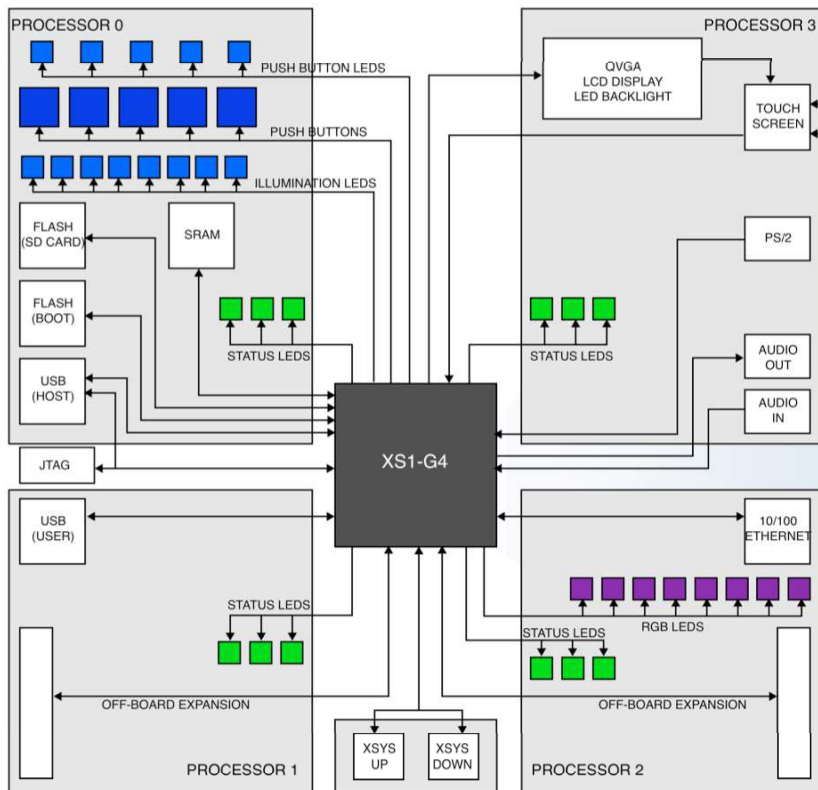 PROCESSOR 0
PUSH BUTTON LEDS
PUSH BUTTONS
ILLUMINATION LEDS
FLASH
(SD CARD)
SRAM
FLASH
(BOOT)
STATUS LEDS
USB
(HOST)
JTAG
PROCESSOR 3
QVGA
LCD DISPLAY
LED BACKLIGHT
TOUCH
SCREEN
PS/2
STATUS LEDS
AUDIO
OUT
AUDIO
IN
XS1-G4
USB
(USER)
STATUS LEDS
OFF-BOARD EXPANSION
PROCESSOR 1
XSYS
UP
XSYS
DOWN
10/100
ETHERNET
RGB LEDS
STATUS LEDS
OFF-BOARD EXPANSION
PROCESSOR 2